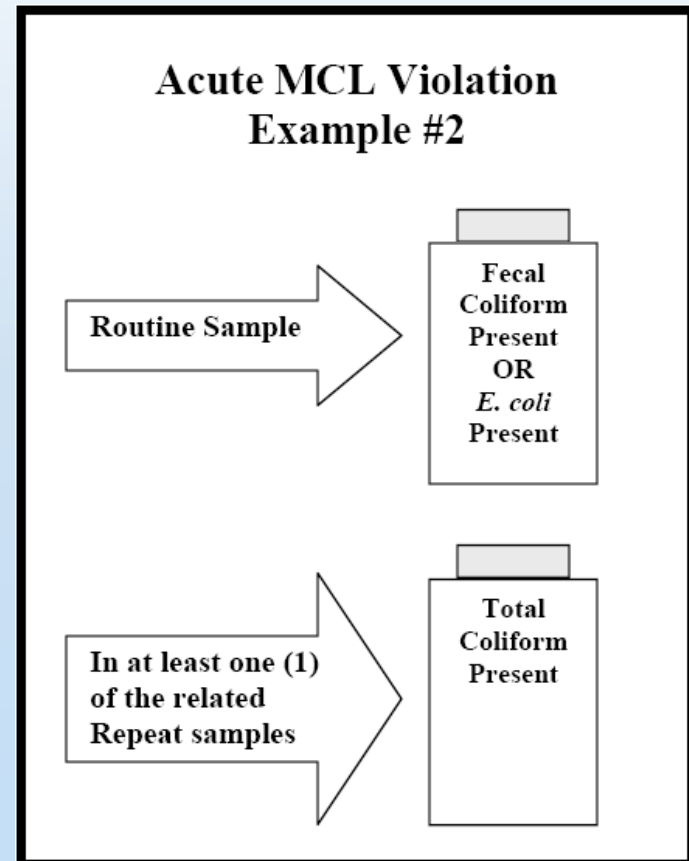 Acute MCL Violation
Example #2
Routine Sample
Fecal
Coliform
Present
OR
E. coli
Present
In at least one (1)
of the related
Repeat samples
Total
Coliform
Present